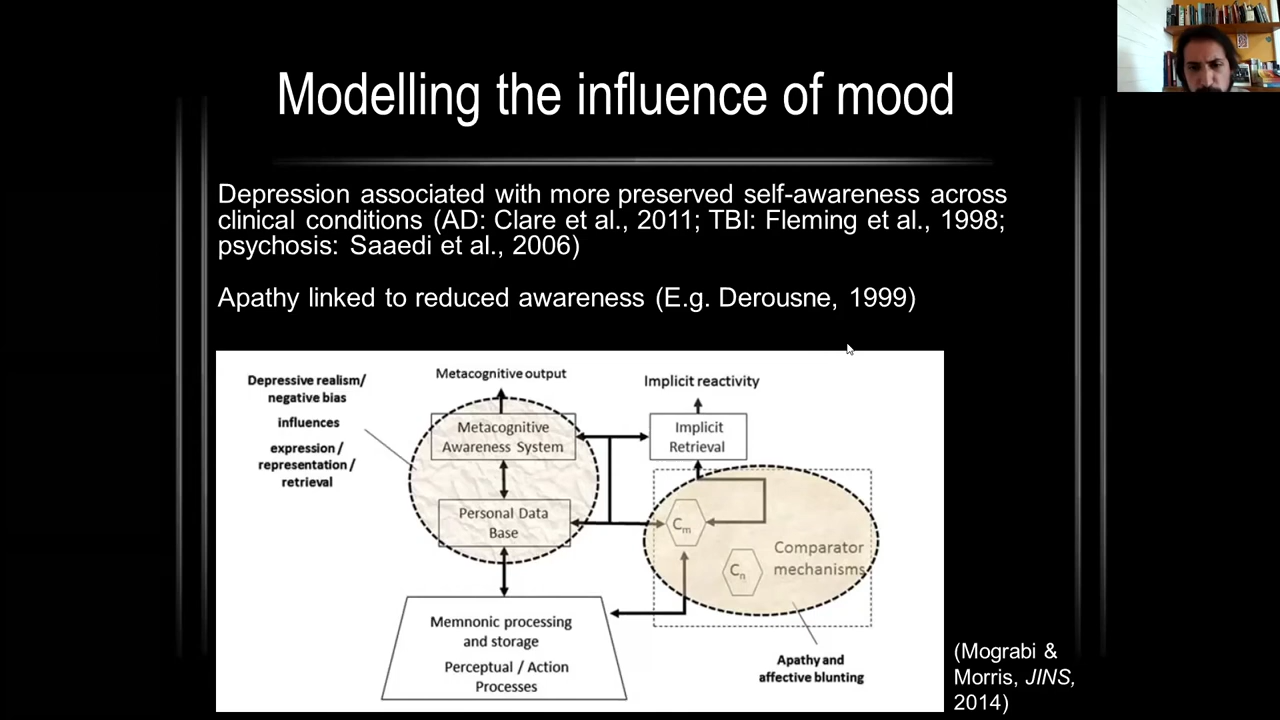 Modelling the influence of mood
Depression associated with more preserved self-awareness across
clinical conditions (AD: Clare et al., 2011; TBI: Fleming et al., 1998;
psychosis: Saaedi et al., 2006)
Apathy linked to reduced awareness (E.g. Derousne, 1999)
Depressive realism/
negative bias
influences
expression /
representation /
retrieval
Metacognitive output
Metacognitive
Awareness System
Personal Data
Base
Memnonic processing
and storage
Perceptual / Action
Processes
Implicit reactivity
Implicit
Retrieval
Cm
Cn
Comparator
mechanisms
Apathy and
affective blunting
(Mograbi &
Morris, JINS,
2014)